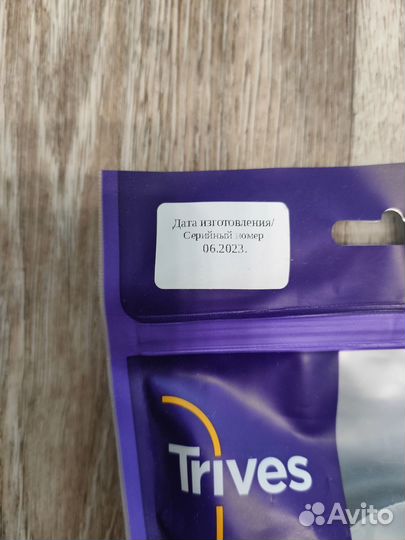 Дата изготовления/
Серийный номер
06.2023.
Trives
Avito